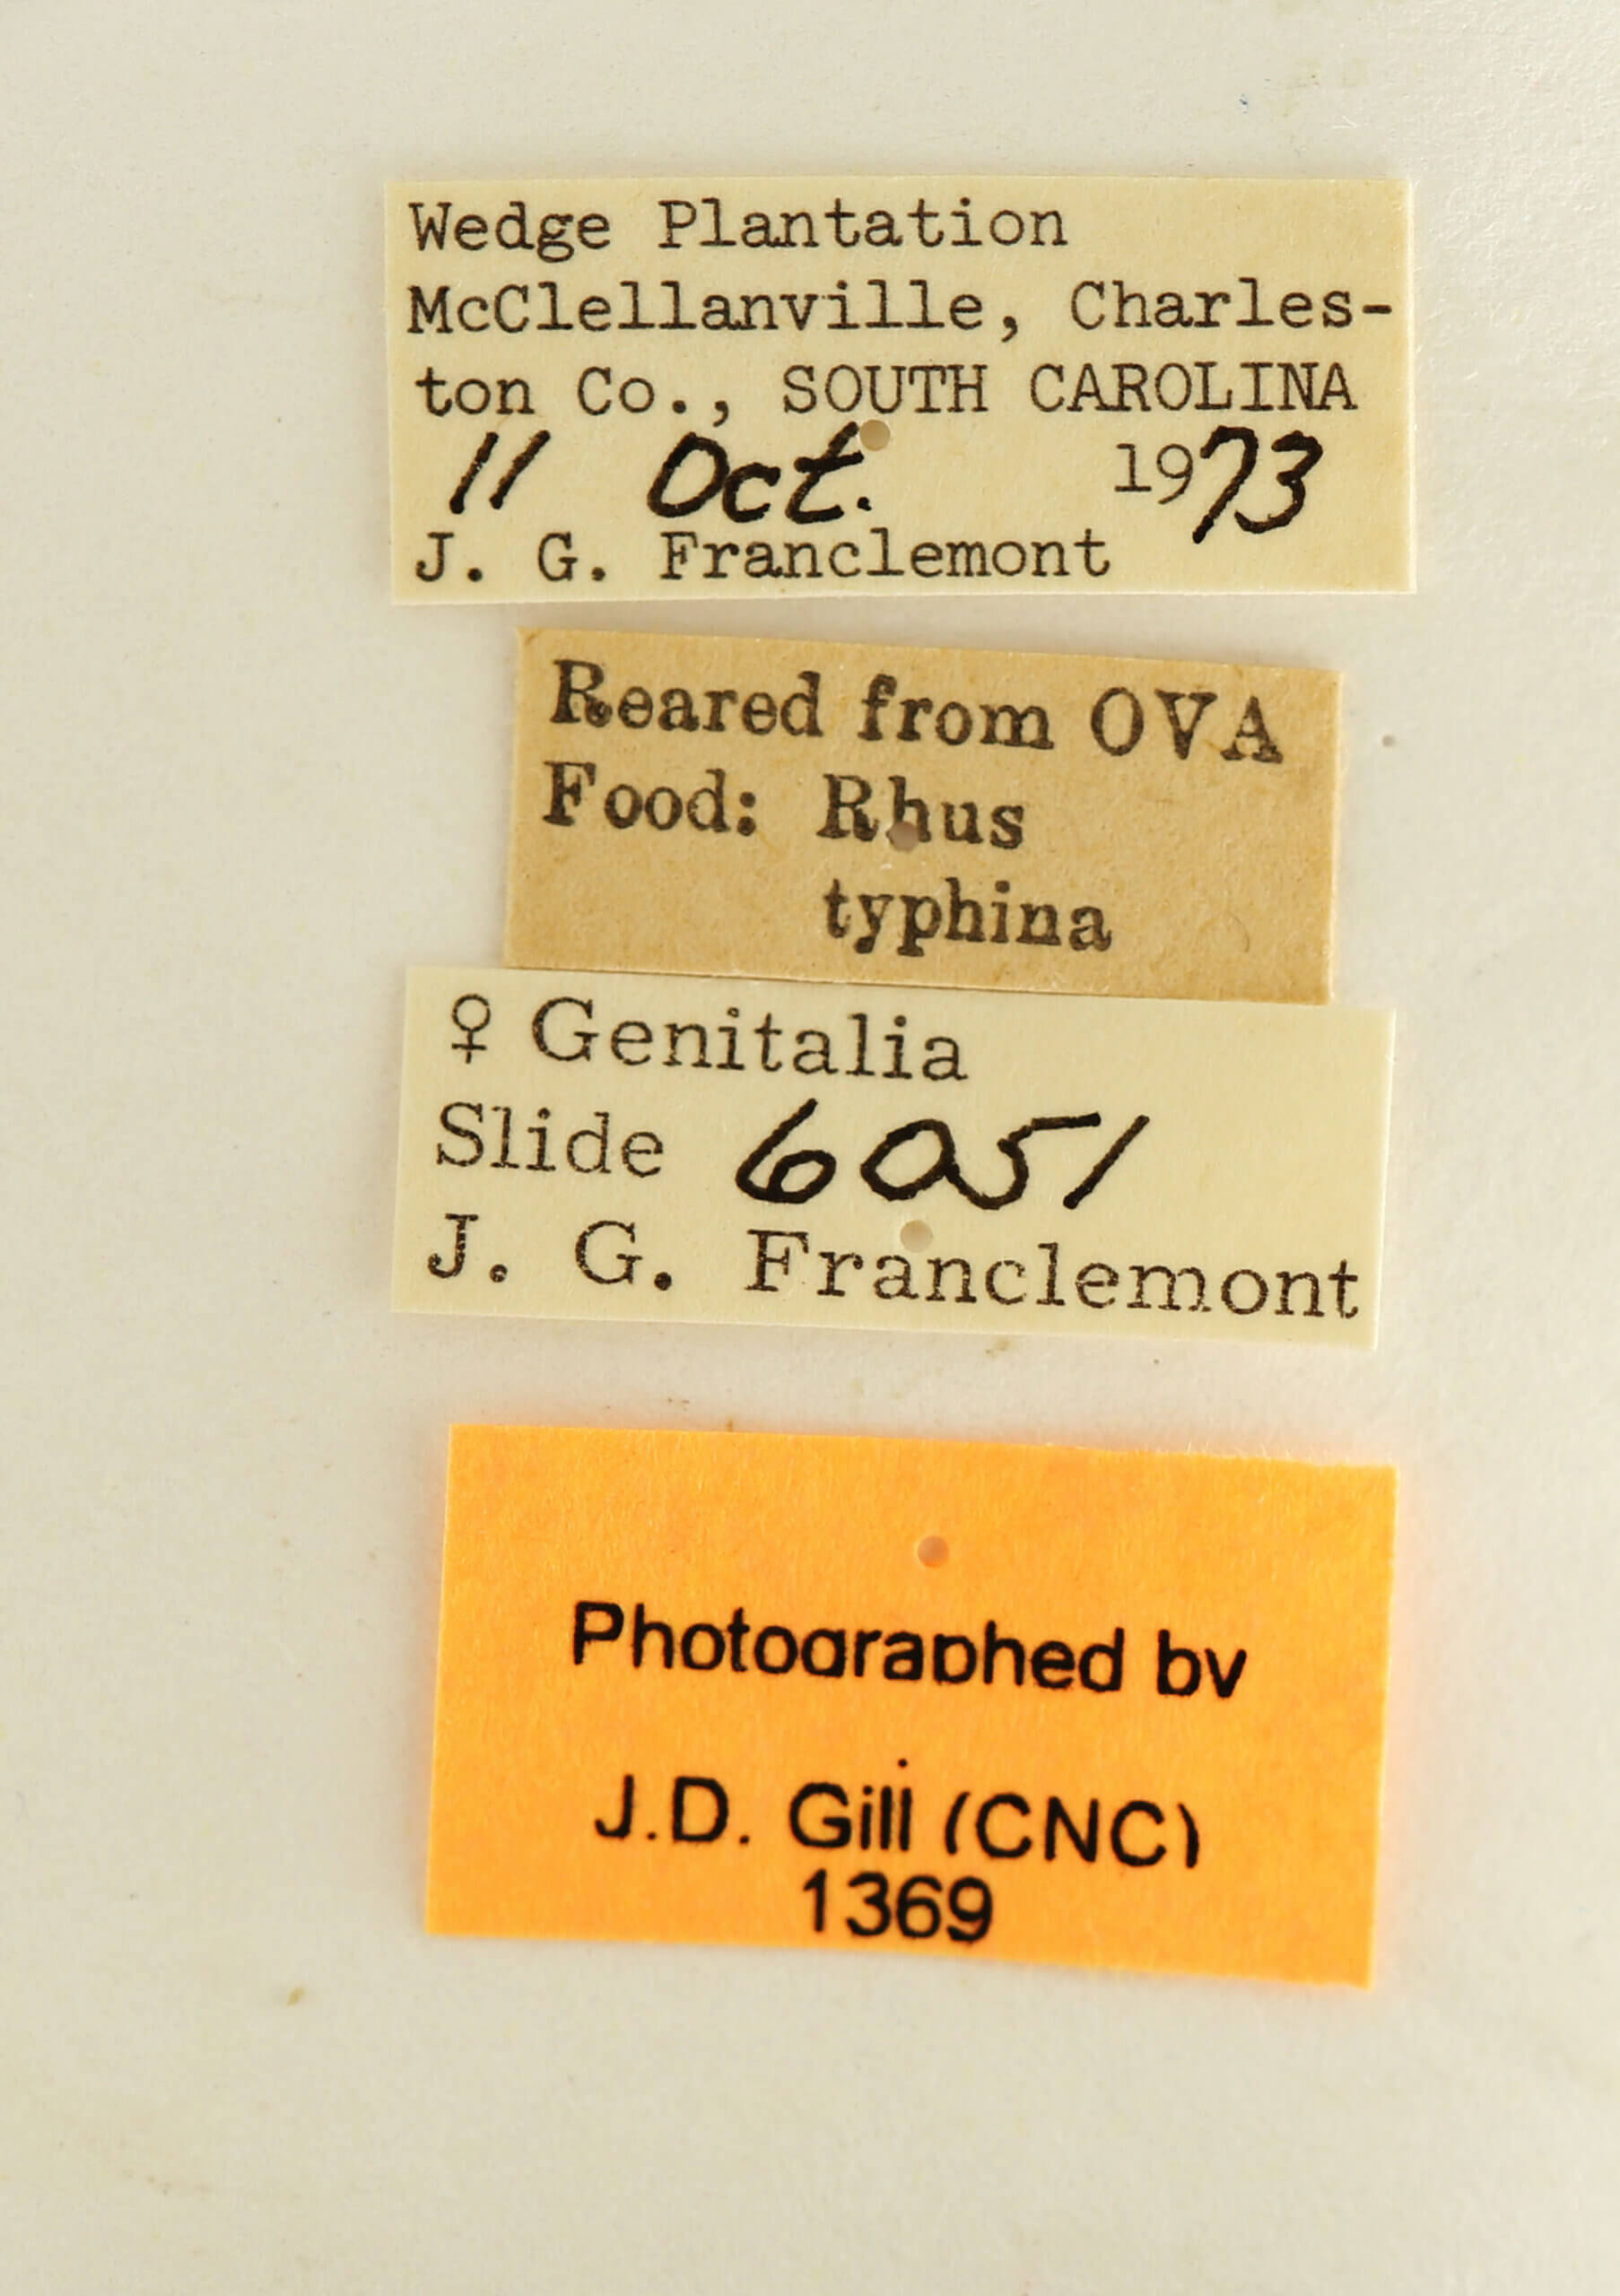 Wedge Plantation
McClellanville, Charles-
ton Co., SOUTH CAROLINA
11 Oct. 1973
J. G. Franclemont
Reared from OVA
Food: Rhus
typhina
♀ Genitalia
Slide 6051
J. G. Franclemont
Photographed by
J.D. Gill (CNC)
1369